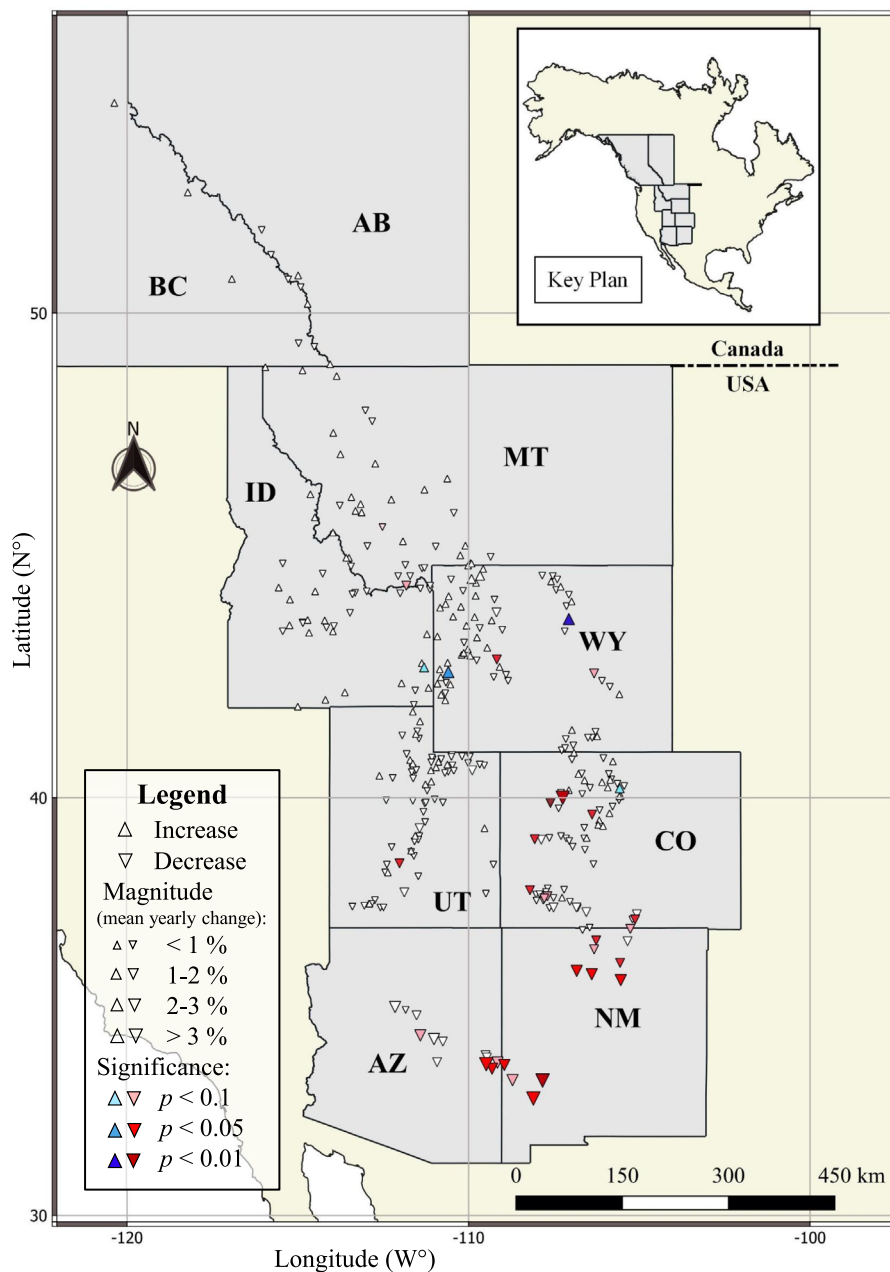 AB
BC
Key Plan
50
Canada
USA
N
MT
ID
WY
Latitude (N°)
40
Legend
Increase
Decrease
Magnitude
(mean yearly change):
< 1 %
1-2 %
2-3 %
> 3 %
Significance:
p < 0.1
p < 0.05
p < 0.01
CO
UT
NM
AZ
0 150 300 450 km
30
-120 -110 -100
Longitude (W°)